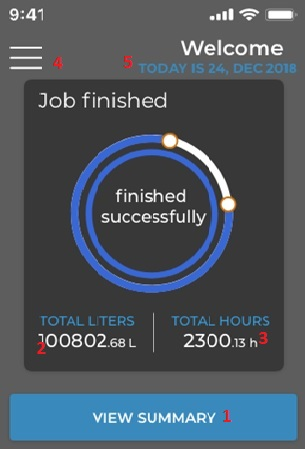 9:41
Welcome
4
5 TODAY IS 24, DEC 2018
Job finished
finished
successfully
TOTAL LITERS TOTAL HOURS
100802.68 L 2300.13 h 3
2
VIEW SUMMARY 1